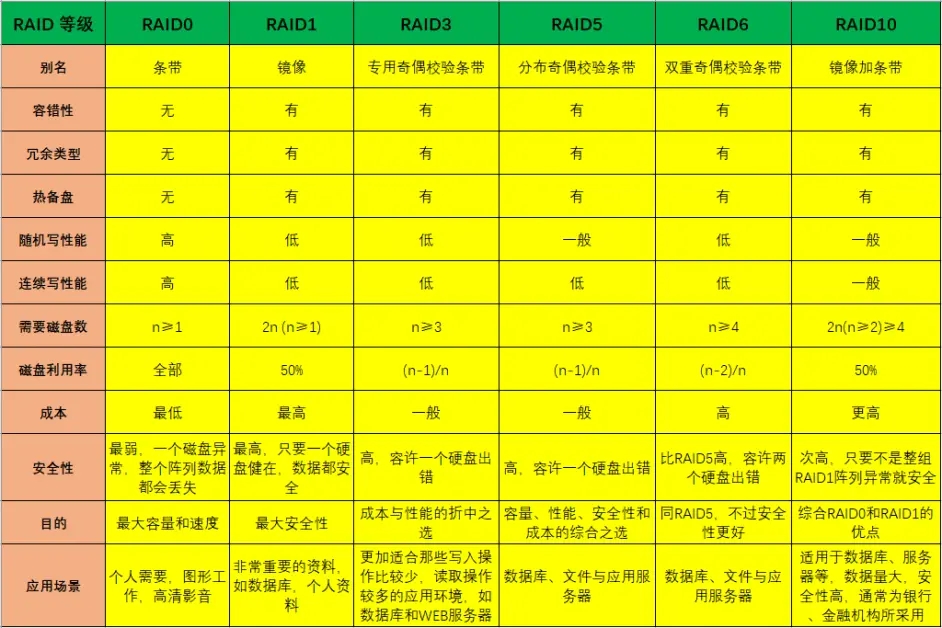 RAID 等级 RAID0 RAID1 RAID3 RAID5 RAID6 RAID10
别名 条带 镜像 专用奇偶校验条带 分布奇偶校验条带 双重奇偶校验条带 镜像加条带
容错性 无 有 有 有 有 有
冗余类型 无 有 有 有 有 有
热备盘 无 有 有 有 有 有
随机写性能 高 低 低 一般 低 一般
连续写性能 高 低 低 低 低 一般
需要磁盘数 n≥1 2n (n≥1) n≥3 n≥3 n≥4 2n(n≥2)≥4
磁盘利用率 全部 50% (n-1)/n (n-1)/n (n-2)/n 50%
成本 最低 最高 一般 一般 高 更高
安全性
最弱，一个磁盘异
常，整个阵列数据
都会丢失
最高，只要一个硬
盘健在，数据都安
全
高，容许一个硬盘出
错
高，容许一个硬盘出错
比RAID5高，容许两
个硬盘出错
次高，只要不是整组
RAID1阵列异常就安全
目的
最大容量和速度
最大安全性
成本与性能的折中之
选
容量、性能、安全性和
成本的综合之选
同RAID5，不过安全
性更好
综合RAID0和RAID1的
优点
应用场景
个人需要，图形工
作，高清影音
非常重要的资料，
如数据库，个人资
料
更加适合那些写入操
作比较少，读取操作
较多的应用环境，如
数据库和WEB服务器
数据库、文件与应用
服务器
数据库、文件与应
用服务器
适用于数据库、服务
器等，数据量大，安
全性高，通常为银行
、金融机构所采用